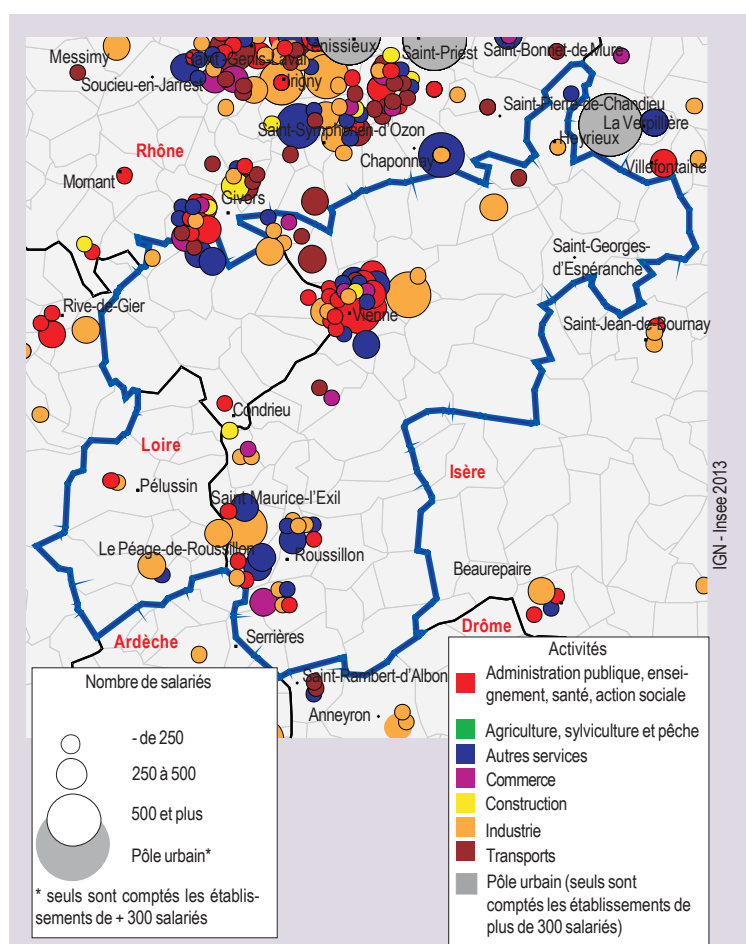 Messimy
Saint-Genis-Laval
Saint-Priest
Saint-Bonnet-de Mure
Soucieu-en-Jarrest
Irigny
Saint-Pierre-de-Chandieu
La Verpillière
Saint-Symphorien-d'Ozon
Heyrieux
Rhône
Chaponnay
Villefontaine
Mornant
Givors
Saint-Georges-
d'Espéranche
Rive-de-Gier
Vienne
Saint-Jean-de-Bournay
Condrieu
Loire
Isère
Pélussin
Saint Maurice-l'Exil
IGN - Insee 2013
Le Péage-de-Roussillon
Roussillon
Beaurepaire
Ardèche
Serrières
Drôme
Saint-Rambert-d'Albon
Anneyron
Nombre de salariés
- de 250
250 à 500
500 et plus
Pôle urbain*
* seuls sont comptés les établis-
sements de + 300 salariés
Activités
Administration publique, ensei-
gnement, santé, action sociale
Agriculture, sylviculture et pêche
Autres services
Commerce
Construction
Industrie
Transports
Pôle urbain (seuls sont
comptés les établissements de
plus de 300 salariés)